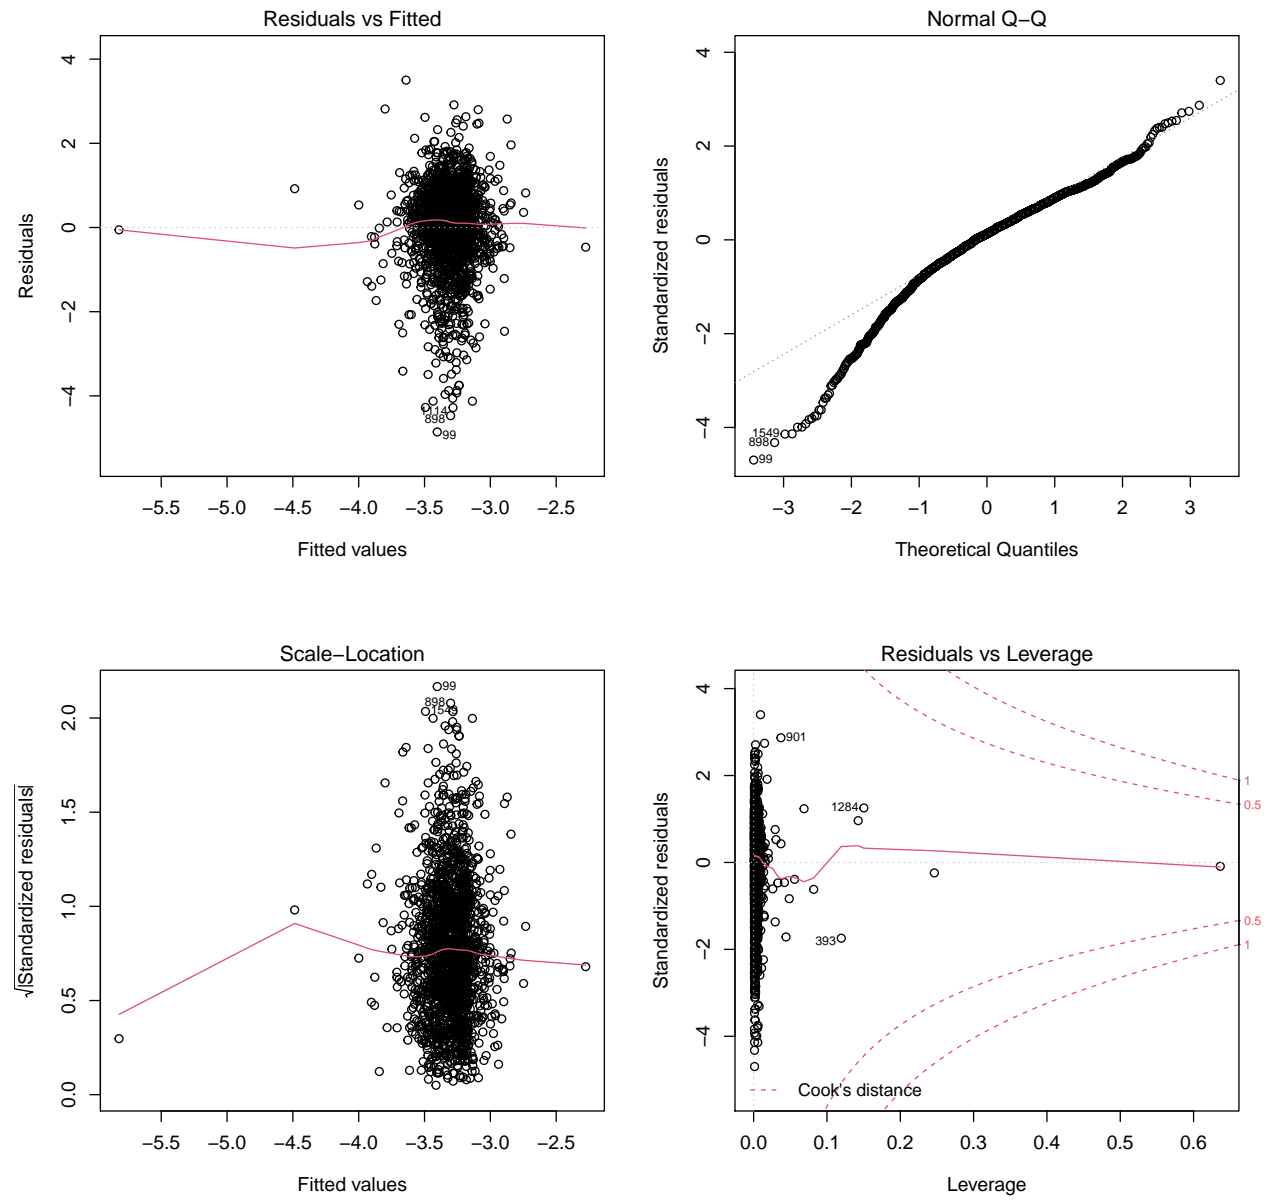 Residuals vs Fitted
Residuals
4
2
0
−2
−4
1114
898
99
−5.5 −5.0 −4.5 −4.0 −3.5 −3.0 −2.5
Fitted values
Normal Q−Q
Standardized residuals
4
2
0
−2
−4
1549
898
99
−3 −2 −1 0 1 2 3
Theoretical Quantiles
Scale−Location
√|Standardized residuals|
2.0
1.5
1.0
0.5
0.0
99
898
1549
−5.5 −5.0 −4.5 −4.0 −3.5 −3.0 −2.5
Fitted values
Residuals vs Leverage
Standardized residuals
4
2
0
−2
−4
901
1284
393
1
0.5
0.5
1
Cook's distance
0.0 0.1 0.2 0.3 0.4 0.5 0.6
Leverage